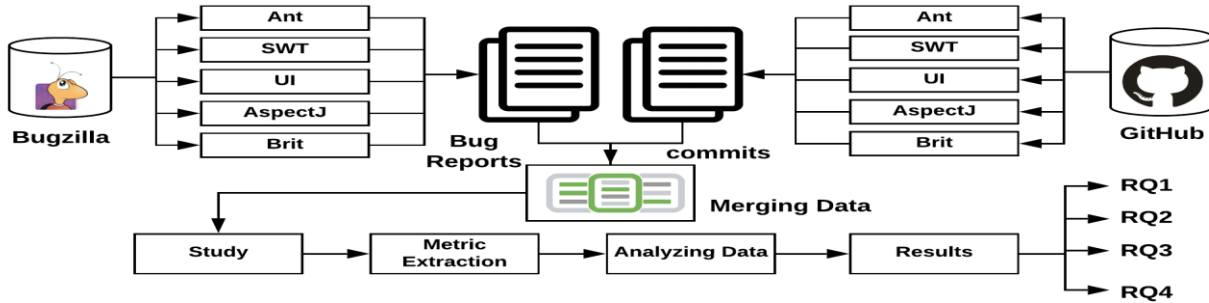 Ant
SWT
UI
AspectJ
Brit
Bugzilla
Bug
Reports
commits
Ant
SWT
UI
AspectJ
Brit
GitHub
Merging Data
Study
Metric
Extraction
Analyzing Data
Results
RQ1
RQ2
RQ3
RQ4